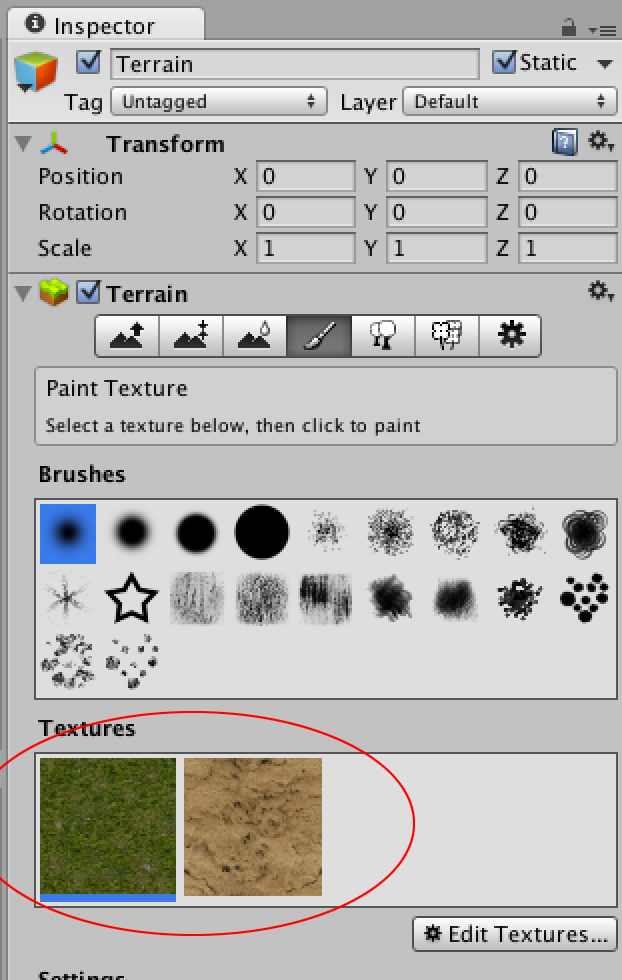 Inspector
Terrain
Static
Tag Untagged Layer Default
Transform
Position X 0 Y 0 Z 0
Rotation X 0 Y 0 Z 0
Scale X 1 Y 1 Z 1
Terrain
Paint Texture
Select a texture below, then click to paint
Brushes
Textures
Edit Textures...
Settings